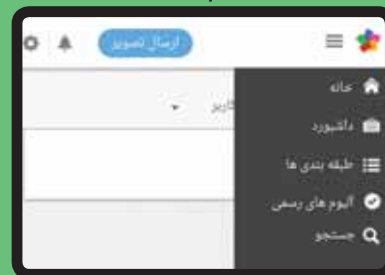 ارسال تصویر
خانه
داشبورد
طبقه بندی ها
آلبوم های رسمی
جستجو